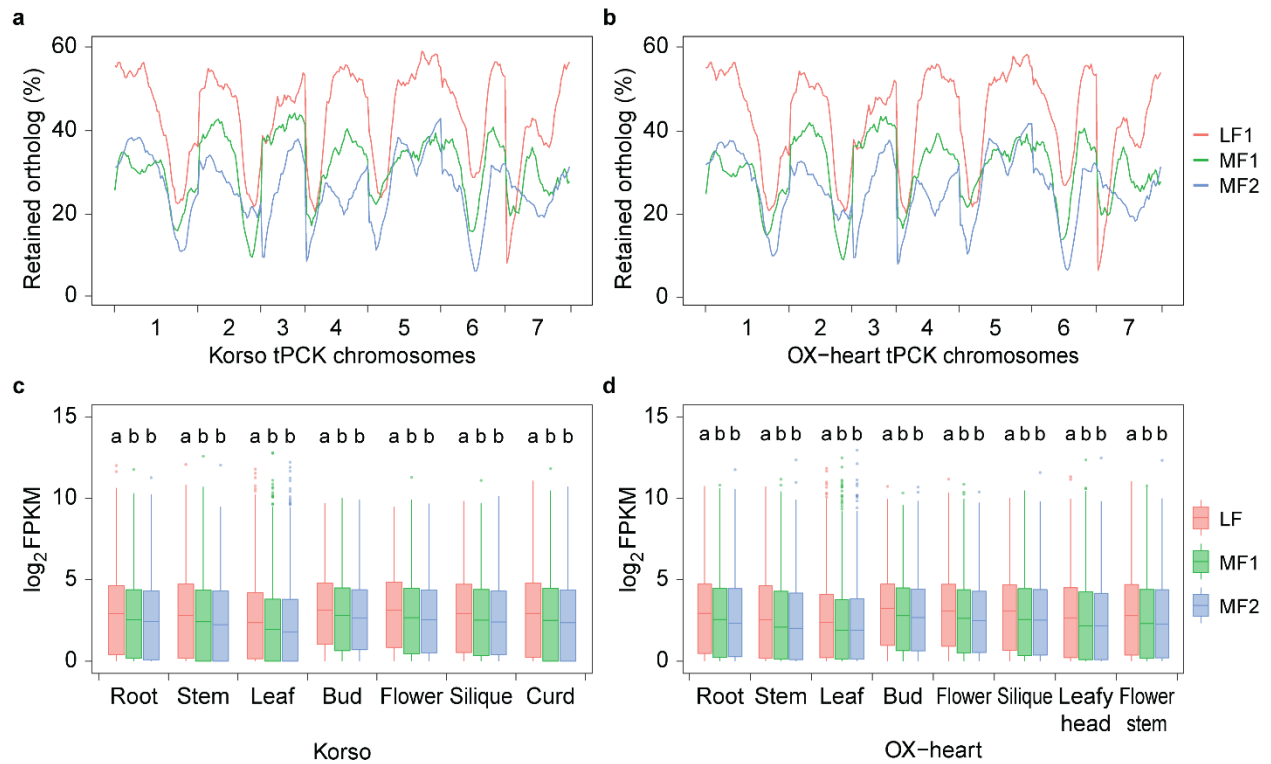 a
b
Retained ortholog (%)
60
40
20
0
1 2 3 4 5 6 7
Korso tPCK chromosomes
Retained ortholog (%)
60
40
20
0
1 2 3 4 5 6 7
OX−heart tPCK chromosomes
LF1
MF1
MF2
c
d
log2FPKM
15
10
5
0
a b b a b b a b b a b b a b b a b b a b b
Root Stem Leaf Bud Flower Silique Curd
Korso
log2FPKM
15
10
5
0
a b b a b b a b b a b b a b b a b b a b b a b b
Root Stem Leaf Bud Flower Silique Leafy Flower
head stem
OX−heart
LF
MF1
MF2